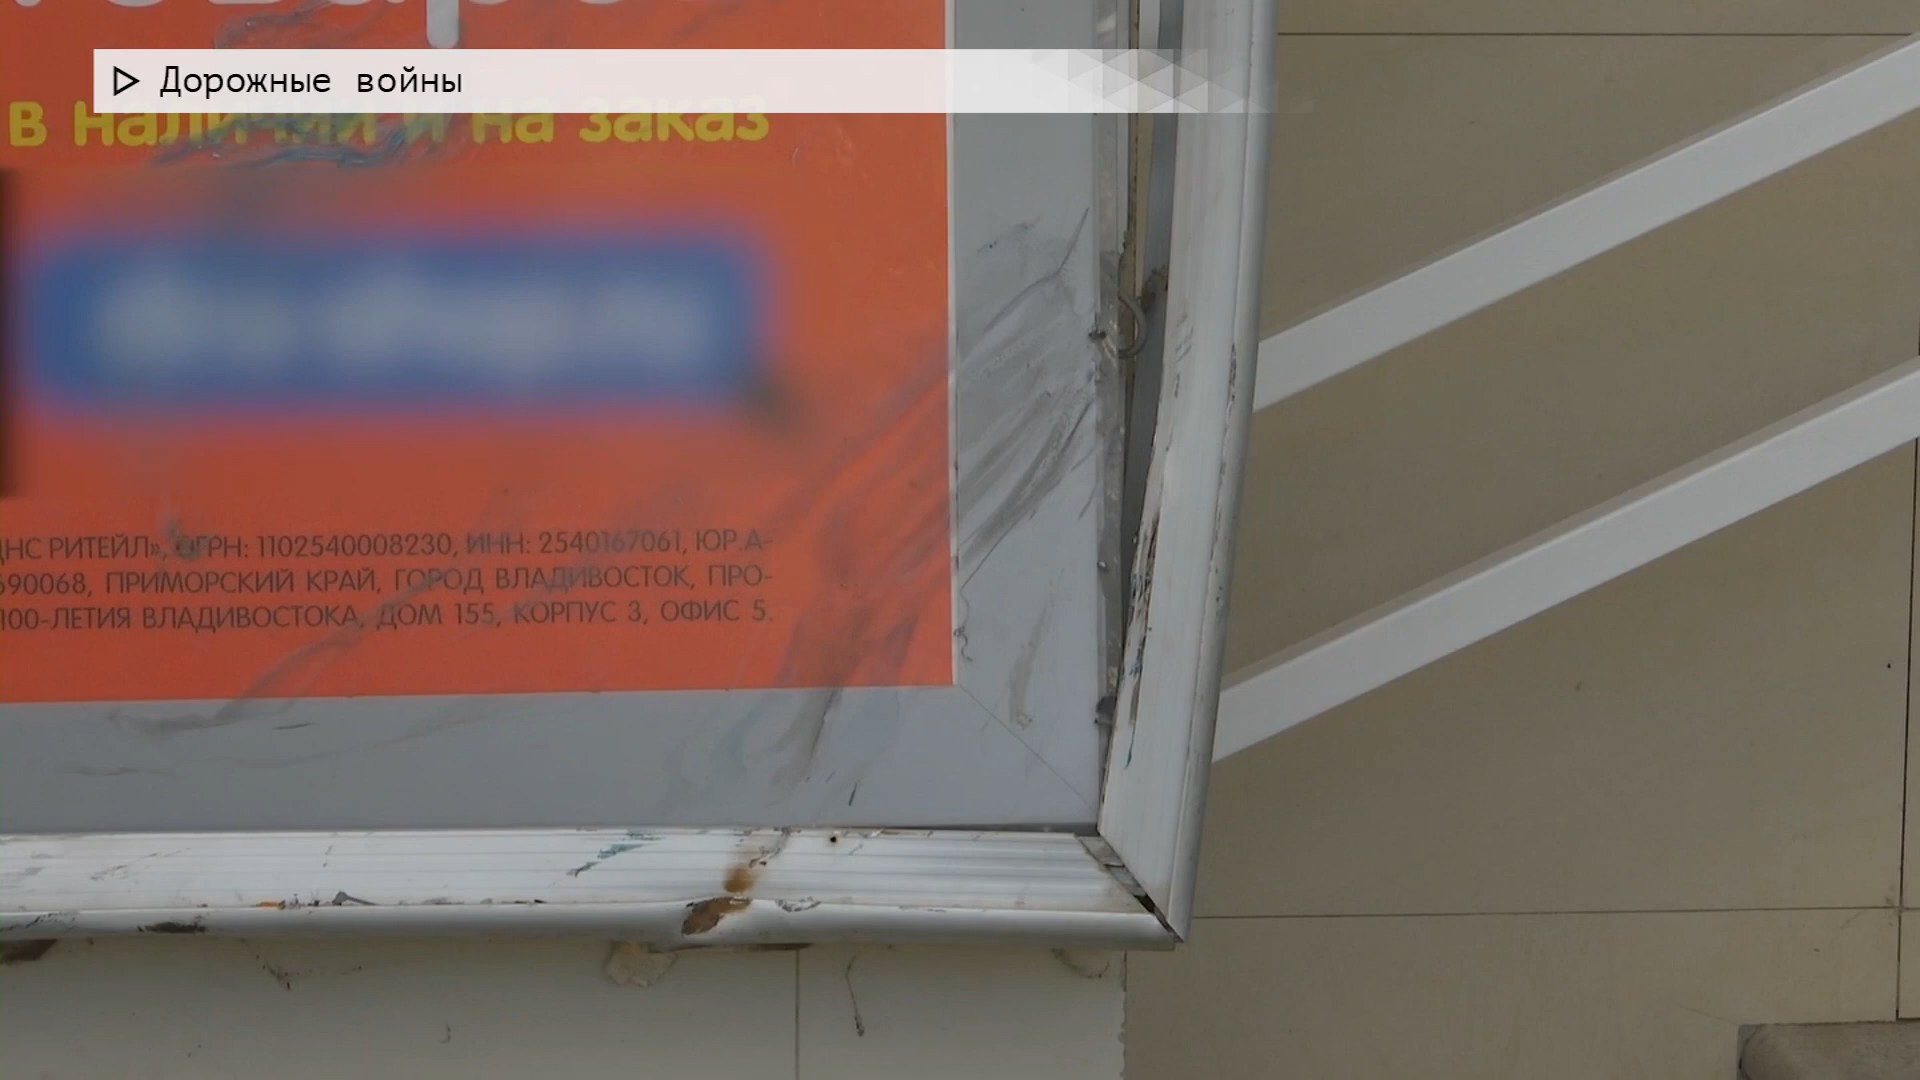 Дорожные войны
в наличии и на заказ
ДНС РИТЕЙЛ», ОГРН: 1102540008230, ИНН: 2540167061, ЮР.А-
690068, ПРИМОРСКИЙ КРАЙ, ГОРОД ВЛАДИВОСТОК, ПРО-
100-ЛЕТИЯ ВЛАДИВОСТОКА, ДОМ 155, КОРПУС 3, ОФИС 5.